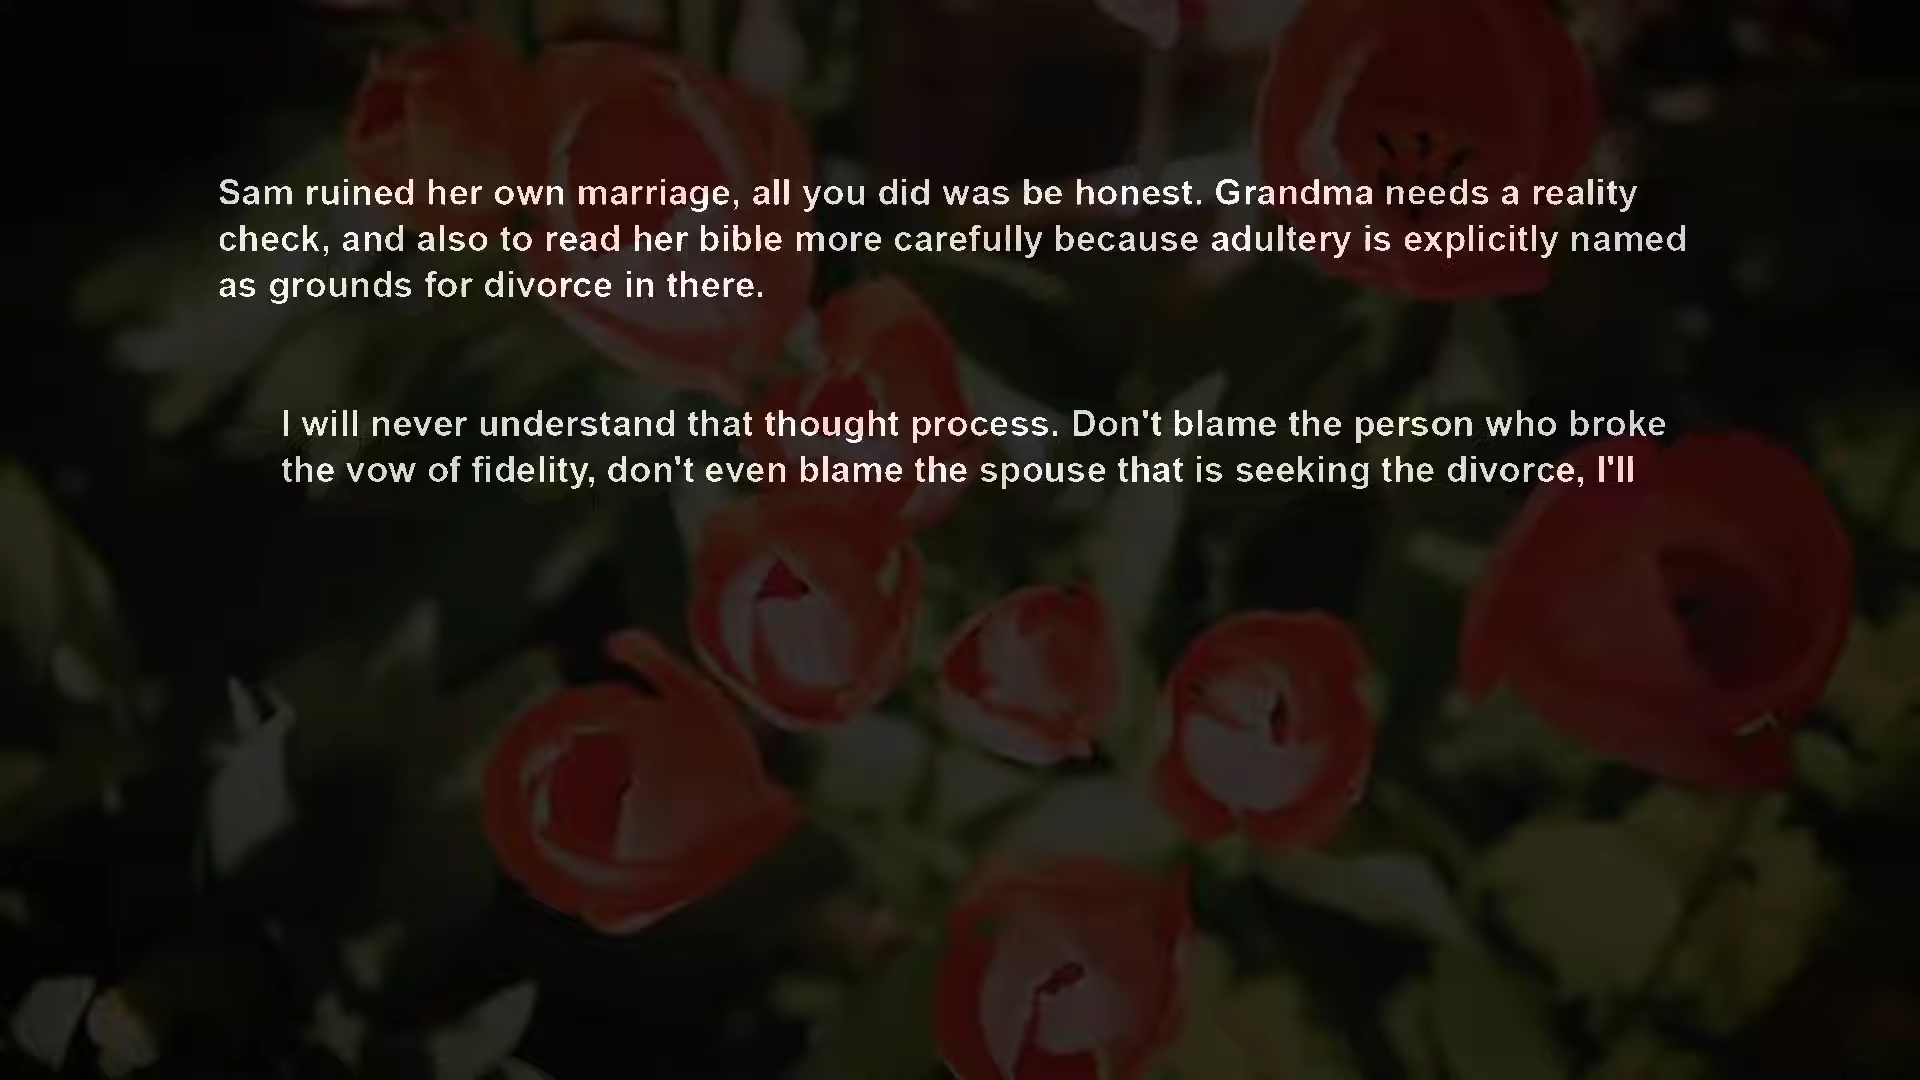 Sam ruined her own marriage, all you did was be honest. Grandma needs a reality
check, and also to read her bible more carefully because adultery is explicitly named
as grounds for divorce in there.
I will never understand that thought process. Don't blame the person who broke
the vow of fidelity, don't even blame the spouse that is seeking the divorce, I'll